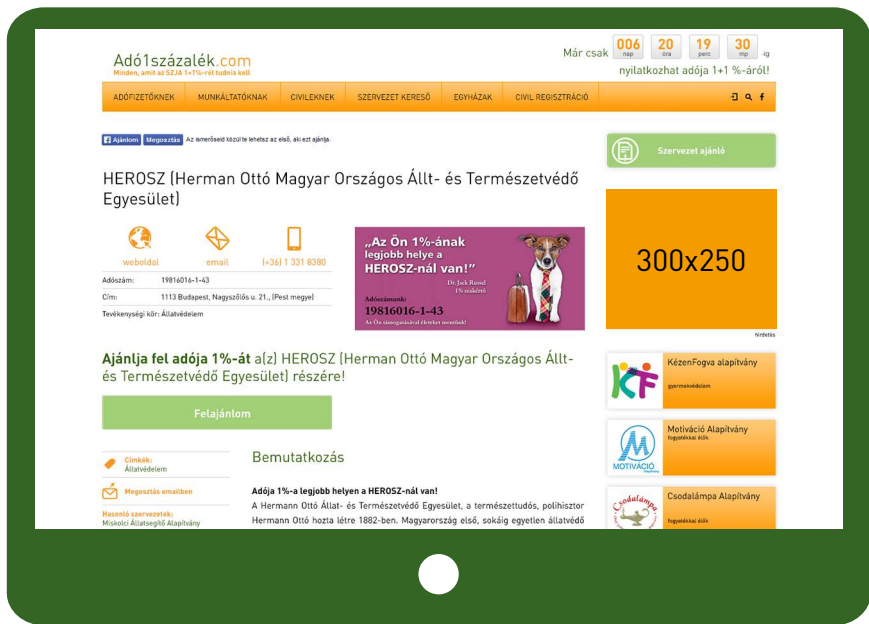 Adó1százalék.com
Minden, amit az SZJA 1+1%-ról tudnia kell
Már csak 006 nap 20 óra 19 perc 30 mp -ig
nyilatkozhat adója 1+1 %-áról!
ADÓFIZETŐKNEK MUNKÁLTATÓKNAK CIVILEKNEK SZERVEZET KERESŐ EGYHÁZAK CIVIL REGISZTRÁCIÓ
Ajánlom Megosztás Az ismerőseid közül te lehetsz az első, aki ezt ajánlja.
Szervezet ajánló
HEROSZ (Herman Ottó Magyar Országos Állt- és Természetvédő
Egyesület)
weboldal email (+36) 1 331 8380
Adószám: 19816016-1-43
Cím: 1113 Budapest, Nagyszőlős u. 21., (Pest megye)
Tevékenységi kör: Állatvédelem
„Az Ön 1%-ának
legjobb helye a
HEROSZ-nál van!”
Dr. Jack Russel
1% szakértő
Adószámunk:
19816016-1-43
Az Ön támogatásával életeket mentünk!
300x250
hirdetés
Ajánlja fel adója 1%-át a(z) HEROSZ (Herman Ottó Magyar Országos Állt-
és Természetvédő Egyesület) részére!
Felajánlom
KézenFogva alapítvány
gyermekvédelem
KF
Motiváció Alapítvány
fogyatékkal élők
MOTIVÁCIÓ
Csodalámpa Alapítvány
fogyatékkal élők
Csodalámpa
Címkék:
Állatvédelem
Megosztás emailben
Hasonló szervezetek:
Miskolci Állatsegítő Alapítvány
Bemutatkozás
Adója 1%-a legjobb helyen a HEROSZ-nál van!
A Hermann Ottó Állat- és Természetvédő Egyesület, a természettudós, polihisztor
Hermann Ottó hozta létre 1882-ben. Magyarország első, sokáig egyetlen állatvédő